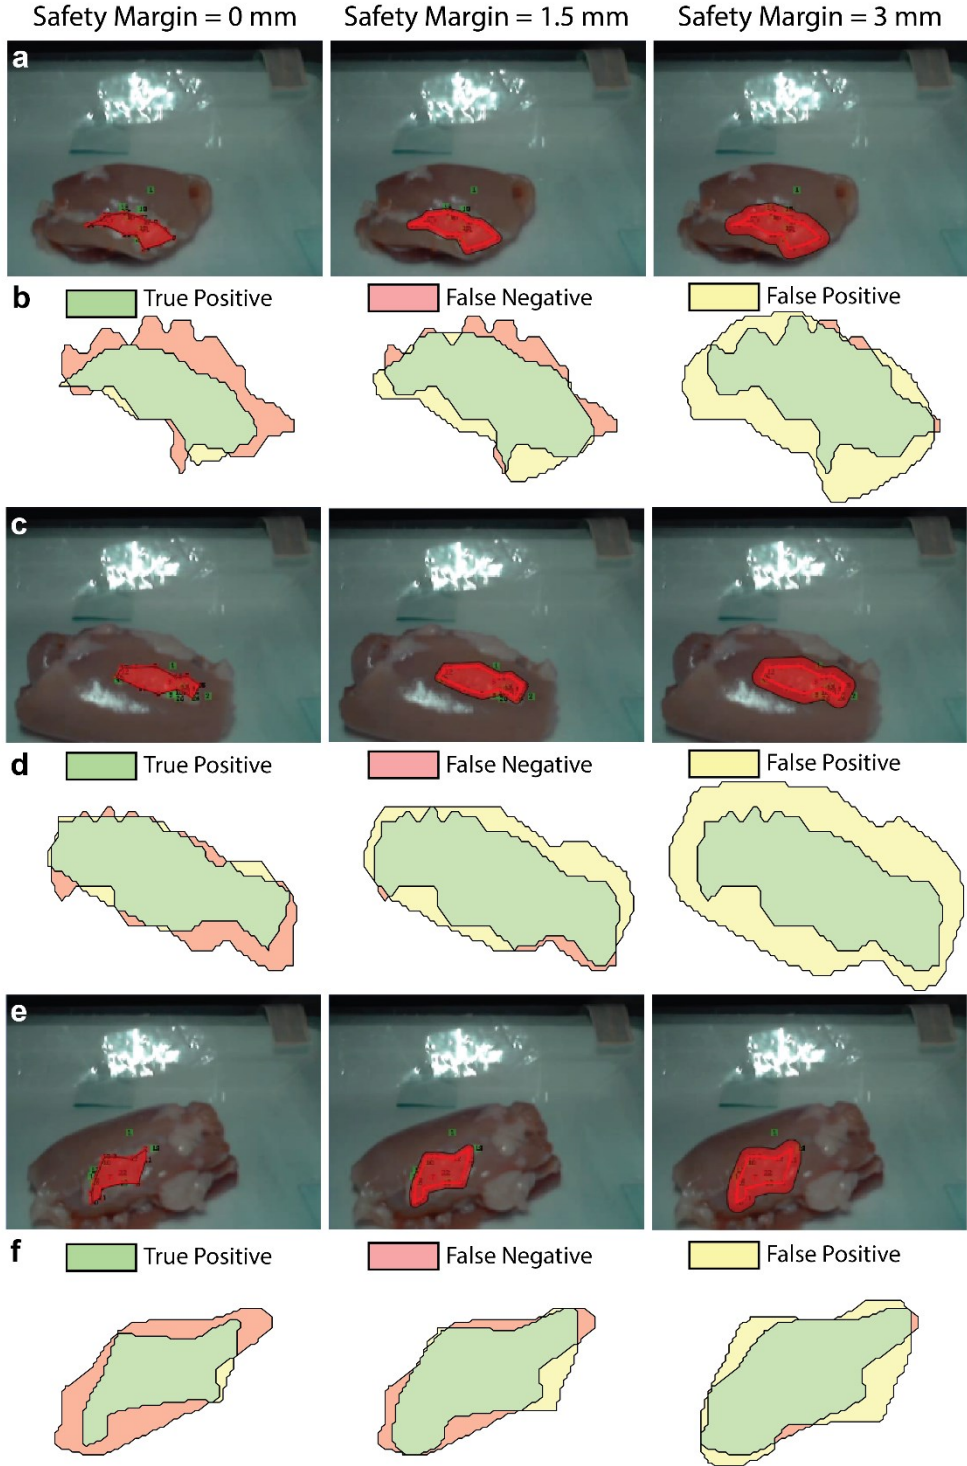 Safety Margin = 0 mm
Safety Margin = 1.5 mm
Safety Margin = 3 mm
a
b
True Positive
False Negative
False Positive
c
d
True Positive
False Negative
False Positive
e
f
True Positive
False Negative
False Positive